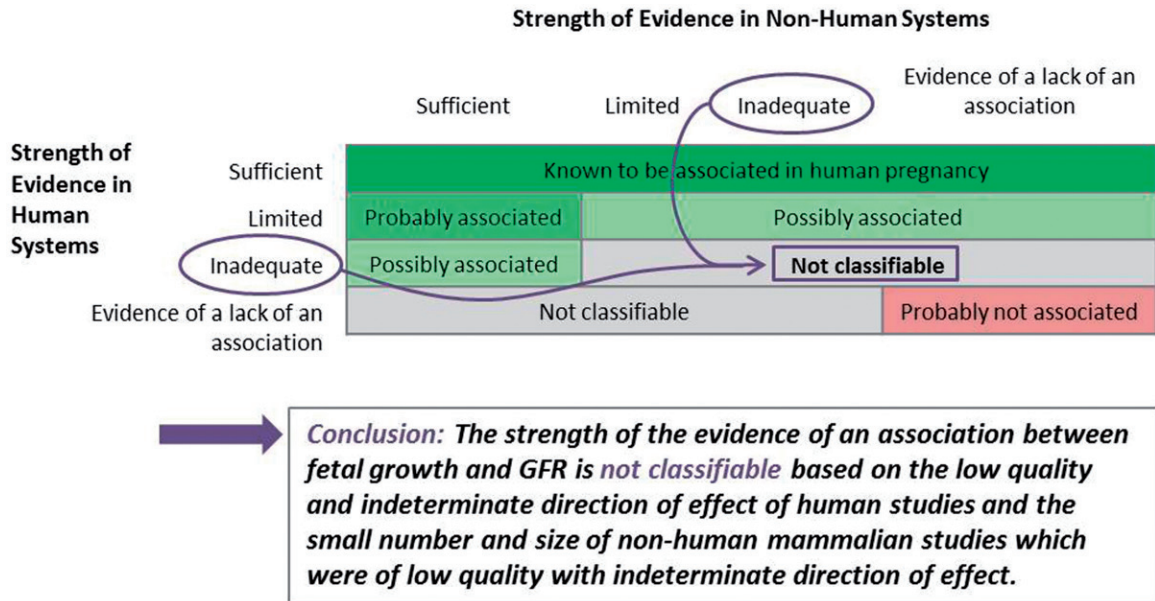 Strength of Evidence in Non-Human Systems
Sufficient
Limited
Inadequate
Evidence of a lack of an
association
Strength of
Evidence in
Human
Systems
Sufficient
Known to be associated in human pregnancy
Limited
Probably associated
Possibly associated
Inadequate
Possibly associated
Not classifiable
Evidence of a lack of an
association
Not classifiable
Probably not associated
Conclusion: The strength of the evidence of an association between
fetal growth and GFR is not classifiable based on the low quality
and indeterminate direction of effect of human studies and the
small number and size of non-human mammalian studies which
were of low quality with indeterminate direction of effect.